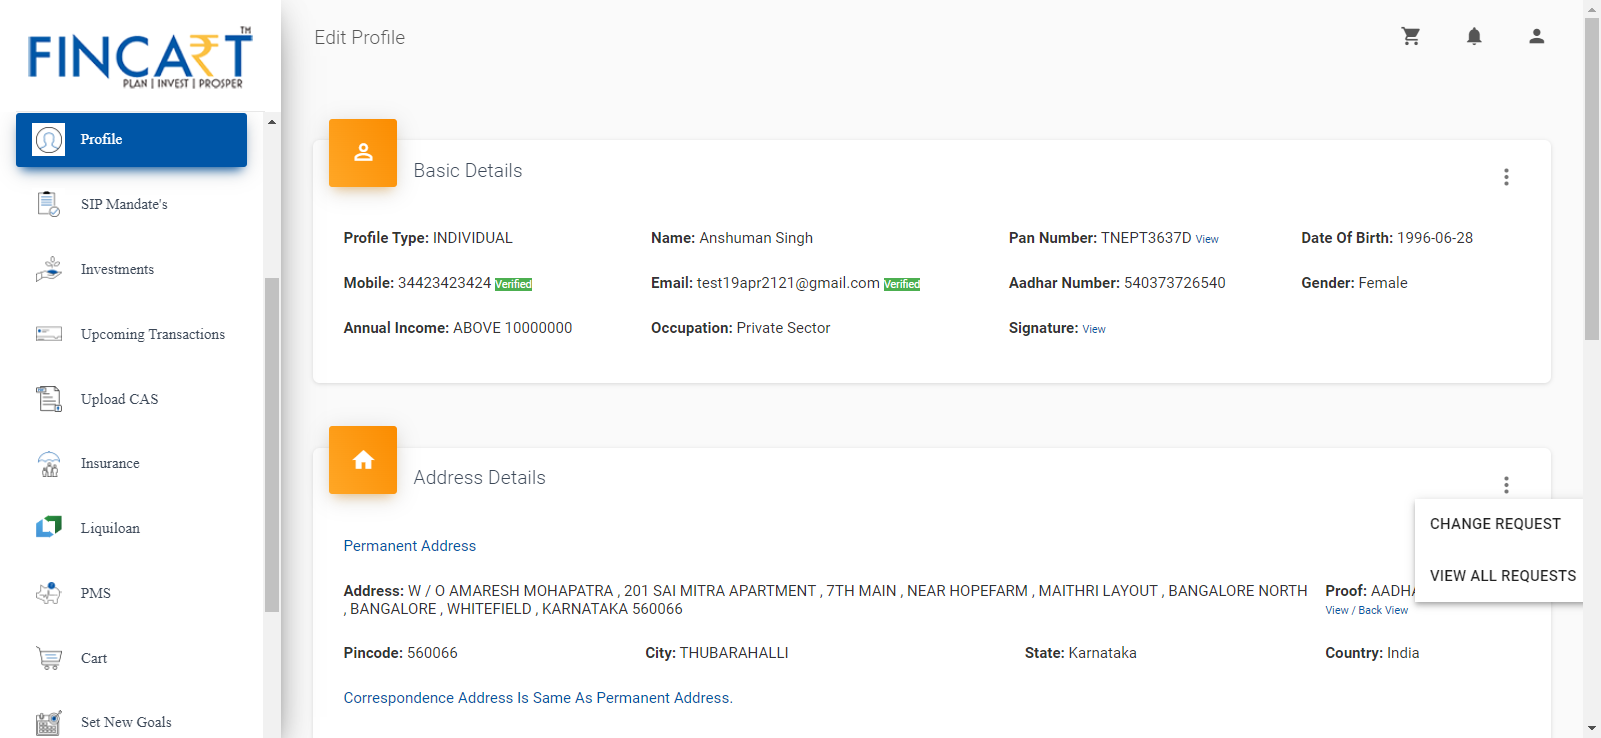 FINCART™
PLAN | INVEST | PROSPER
Profile
SIP Mandate's
Investments
Upcoming Transactions
Upload CAS
Insurance
Liquiloan
PMS
Cart
Set New Goals
Edit Profile
Basic Details
Profile Type: INDIVIDUAL
Name: Anshuman Singh
Pan Number: TNEPT3637D View
Date Of Birth: 1996-06-28
Mobile: 34423423424 Verified
Email: test19apr2121@gmail.com Verified
Aadhar Number: 540373726540
Gender: Female
Annual Income: ABOVE 10000000
Occupation: Private Sector
Signature: View
Address Details
CHANGE REQUEST
VIEW ALL REQUESTS
Permanent Address
Address: W / O AMARESH MOHAPATRA , 201 SAI MITRA APARTMENT , 7TH MAIN , NEAR HOPEFARM , MAITHRI LAYOUT , BANGALORE NORTH
, BANGALORE , WHITEFIELD , KARNATAKA 560066
Proof:
View / Back View
Pincode: 560066
City: THUBARAHALLI
State: Karnataka
Country: India
Correspondence Address Is Same As Permanent Address.